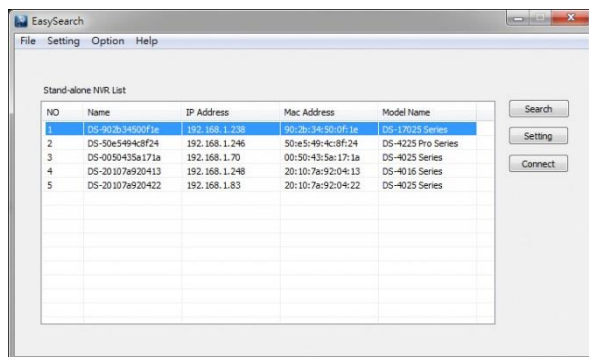 EasySearch
File Setting Option Help
Stand-alone NVR List
NO Name IP Address Mac Address Model Name
1 DS-902b34500f1e 192.168.1.238 90:2b:34:50:0f:1e DS-17025 Series
2 DS-50e5494c8f24 192.168.1.246 50:e5:49:4c:8f:24 DS-4225 Pro Series
3 DS-0050435a171a 192.168.1.70 00:50:43:5a:17:1a DS-4025 Series
4 DS-20107a920413 192.168.1.248 20:10:7a:92:04:13 DS-4016 Series
5 DS-20107a920422 192.168.1.83 20:10:7a:92:04:22 DS-4025 Series
Search
Setting
Connect